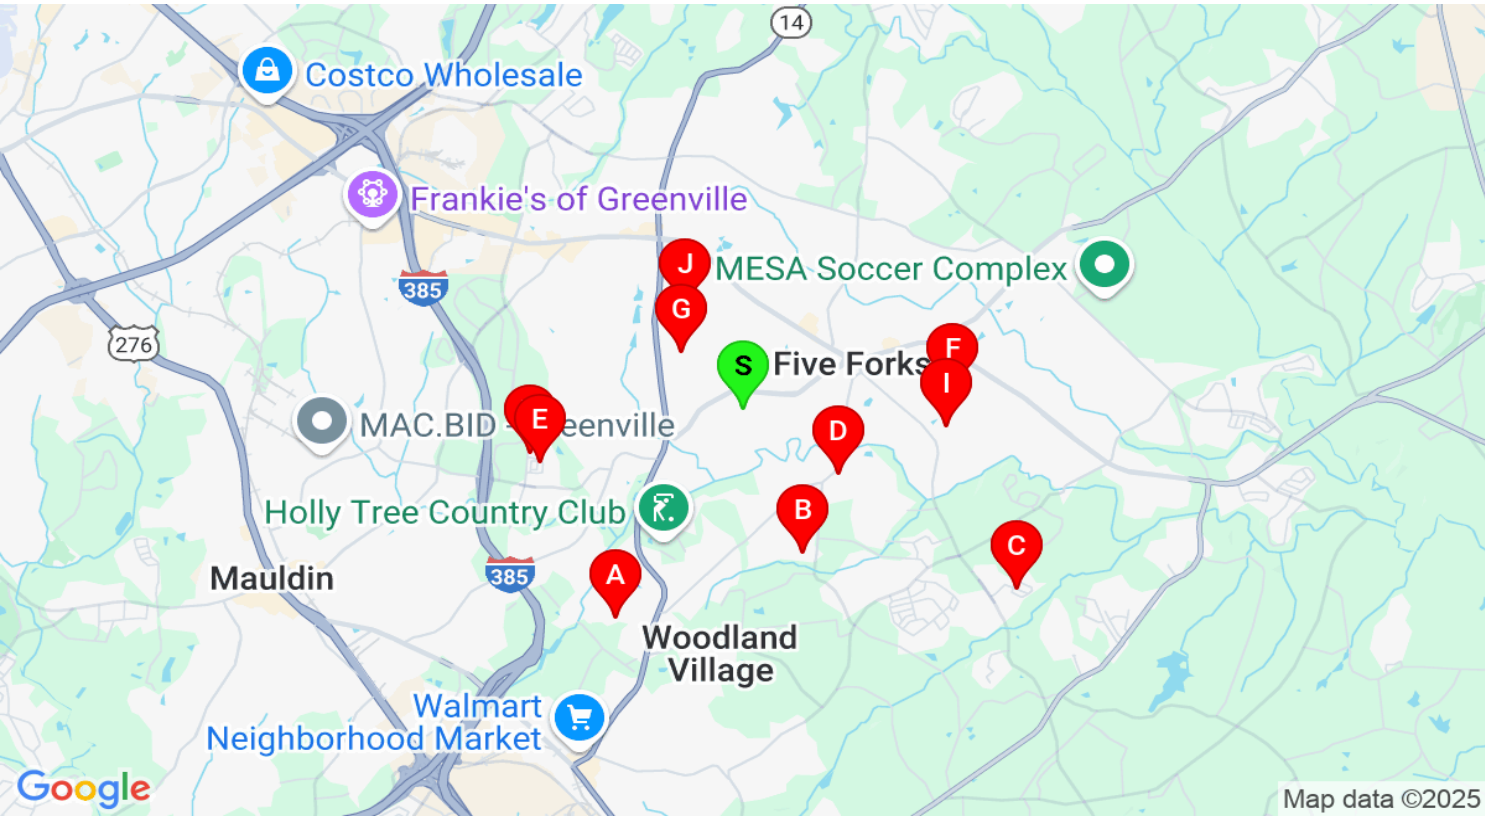 14
Costco Wholesale
Frankie's of Greenville
J
MESA Soccer Complex
385
G
276
S
Five Forks
F
I
E
MAC.BID -
eenville
D
Holly Tree Country Club
B
C
385
A
Mauldin
Woodland
Village
Walmart
Neighborhood Market
Google
Map data ©2025